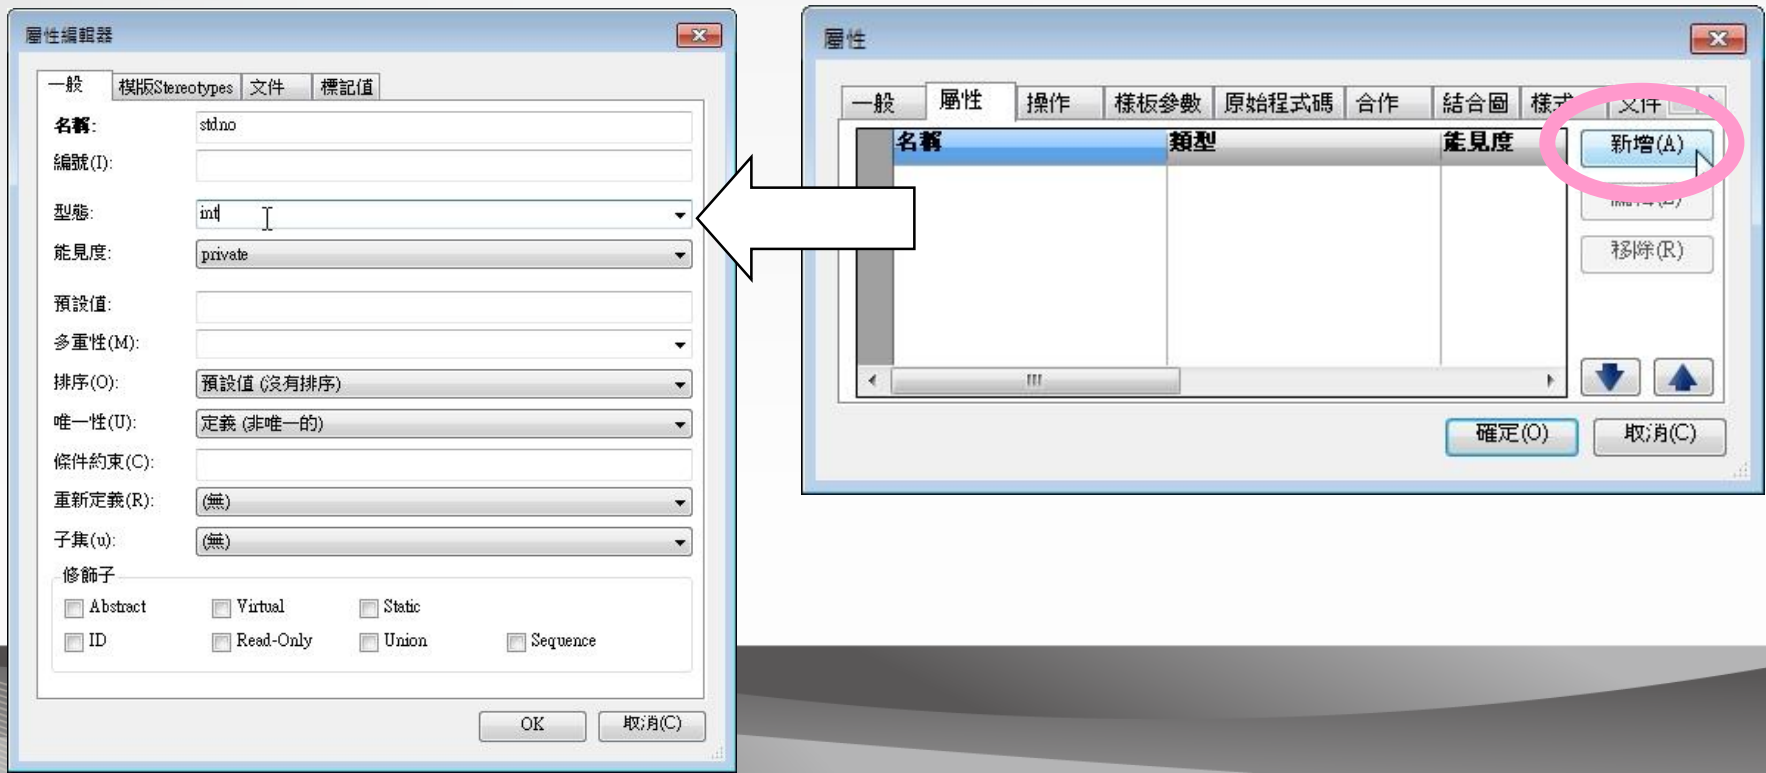 屬性編輯器
一般 模版Stereotypes 文件 標記值
名稱: stdno
編號(I):
型態: int
能見度: private
預設值:
多重性(M):
排序(O): 預設值 (沒有排序)
唯一性(U): 定義 (非唯一的)
條件約束(C):
重新定義(R): (無)
子集(u): (無)
修飾子
Abstract Virtual Static
ID Read-Only Union Sequence
OK 取消(C)
屬性
一般 屬性 操作 樣板參數 原始程式碼 合作 結合圖 樣式 文件
名稱 類型 能見度
新增(A)
移除(R)
確定(O) 取消(C)